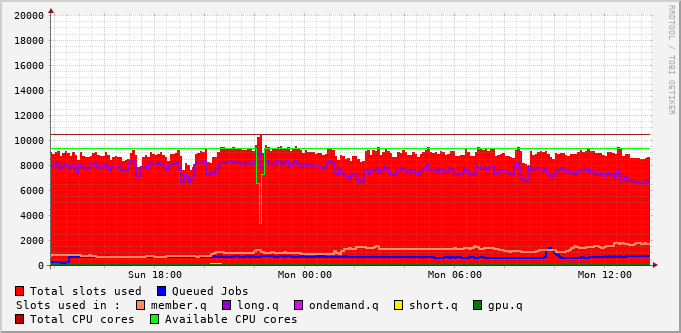 20000
18000
16000
14000
12000
10000
8000
6000
4000
2000
0
Sun 18:00 Mon 00:00 Mon 06:00 Mon 12:00
RRDTOOL / TOBI OETIKER
Total slots used Queued Jobs
Slots used in : member.q long.q ondemand.q short.q gpu.q
Total CPU cores Available CPU cores